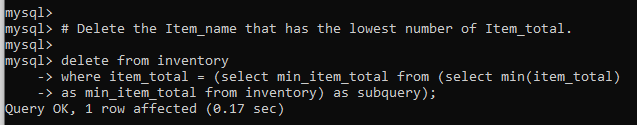 mysql>
mysql> # Delete the Item_name that has the lowest number of Item_total.
mysql>
mysql> delete from inventory
    -> where item_total = (select min_item_total from (select min(item_total)
    -> as min_item_total from inventory) as subquery);
Query OK, 1 row affected (0.17 sec)